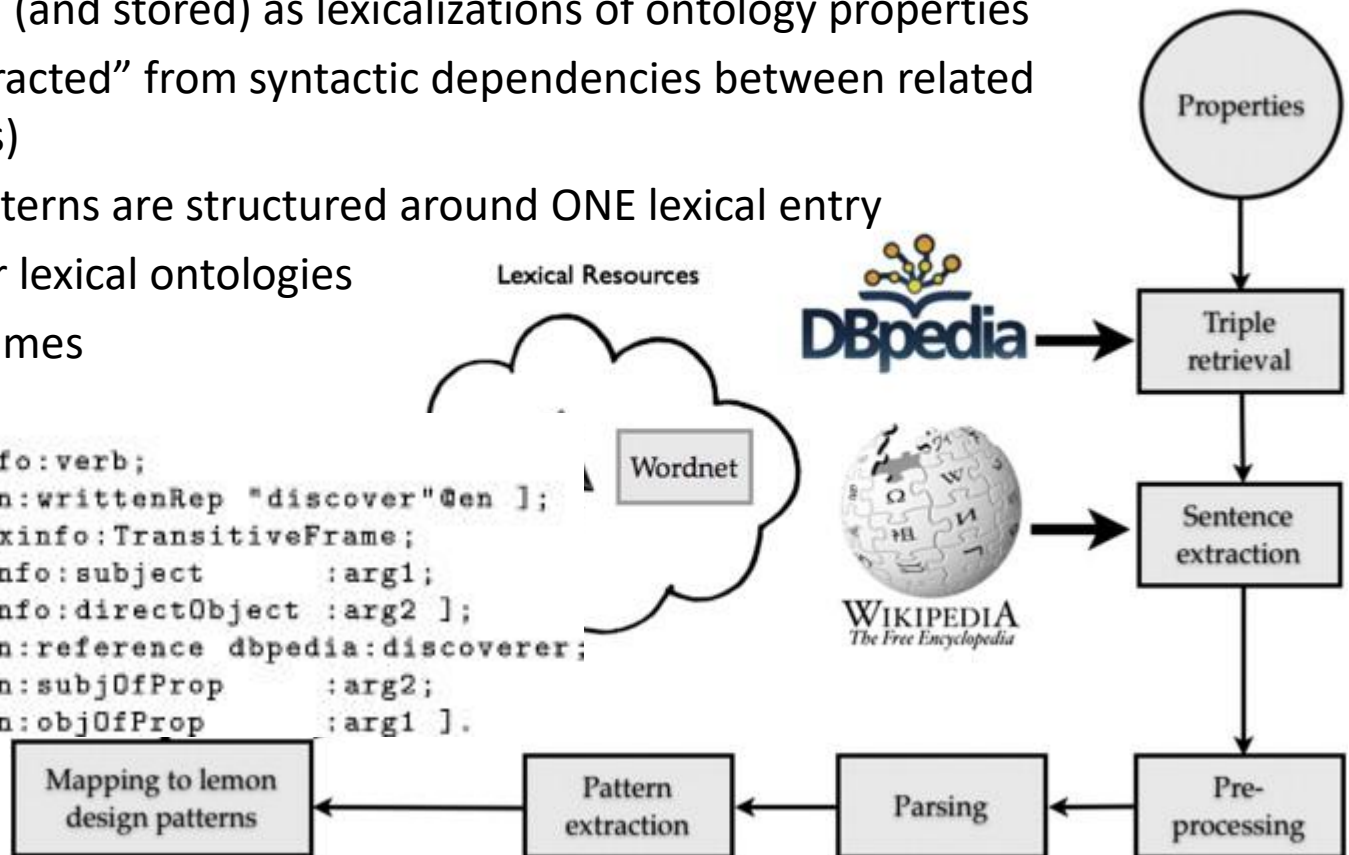 (and stored) as lexicalizations of ontology properties
racted” from syntactic dependencies between related
s)
tterns are structured around ONE lexical entry
r lexical ontologies
mes
Lexical Resources
Wordnet
fo:verb;
n:writtenRep "discover"@en ];
xinfo:TransitiveFrame;
nfo:subject :arg1;
nfo:directObject :arg2 ];
n:reference dbpedia:discoverer;
n:subjOfProp :arg2;
n:objOfProp :arg1 ].
Properties
DBpedia
Triple
retrieval
WIKIPEDIA
The Free Encyclopedia
Sentence
extraction
Pre-
processing
Parsing
Pattern
extraction
Mapping to lemon
design patterns